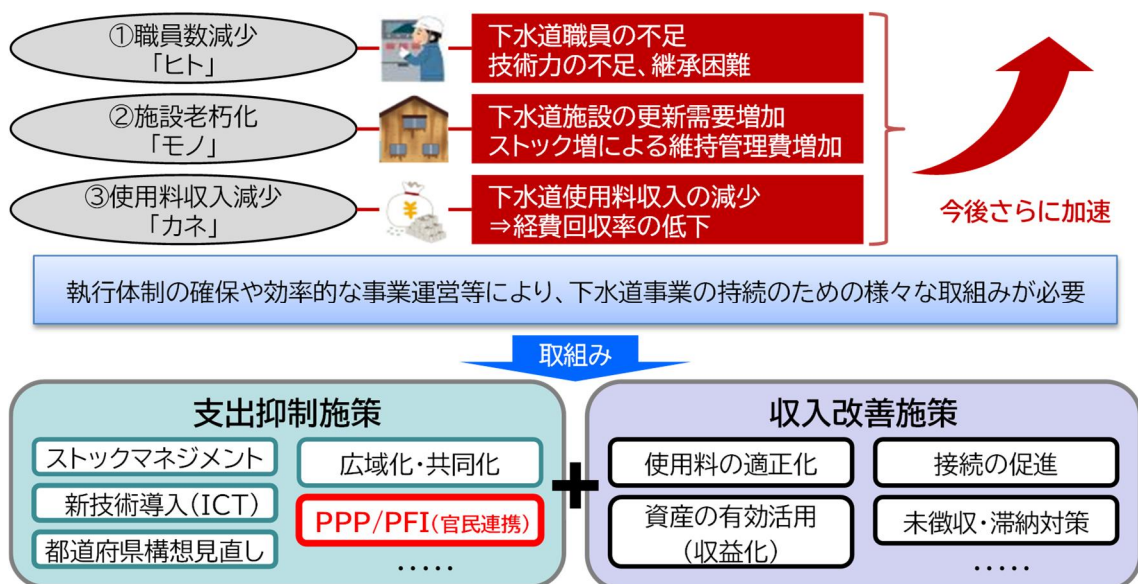 ①職員数減少
「ヒト」
下水道職員の不足
技術力の不足、継承困難
②施設老朽化
「モノ」
下水道施設の更新需要増加
ストック増による維持管理費増加
③使用料収入減少
「カネ」
¥
下水道使用料収入の減少
⇒経費回収率の低下
今後さらに加速
執行体制の確保や効率的な事業運営等により、下水道事業の持続のための様々な取組みが必要
取組み
支出抑制施策
ストックマネジメント
新技術導入(ICT)
都道府県構想見直し
広域化・共同化
PPP/PFI(官民連携)
・・・・・
+
収入改善施策
使用料の適正化
資産の有効活用
(収益化)
接続の促進
未徴収・滞納対策
・・・・・